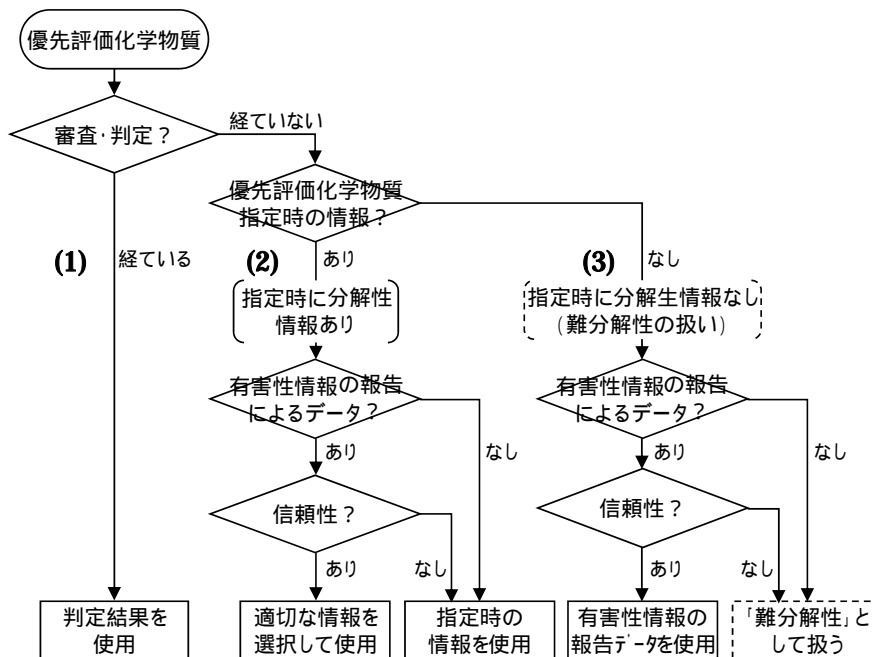 優先評価化学物質
審査・判定？
経ていない
優先評価化学物質
指定時の情報？
(1)
経ている
(2)
あり
(3)
なし
指定時に分解性
情報あり
指定時に分解生情報なし
(難分解性の扱い)
有害性情報の報告
によるデータ？
有害性情報の報告
によるデータ？
あり
なし
あり
なし
信頼性？
信頼性？
あり
なし
あり
なし
判定結果を
使用
適切な情報を
選択して使用
指定時の
情報を使用
有害性情報の
報告ﾃﾞｰﾀを使用
「難分解性」と
して扱う